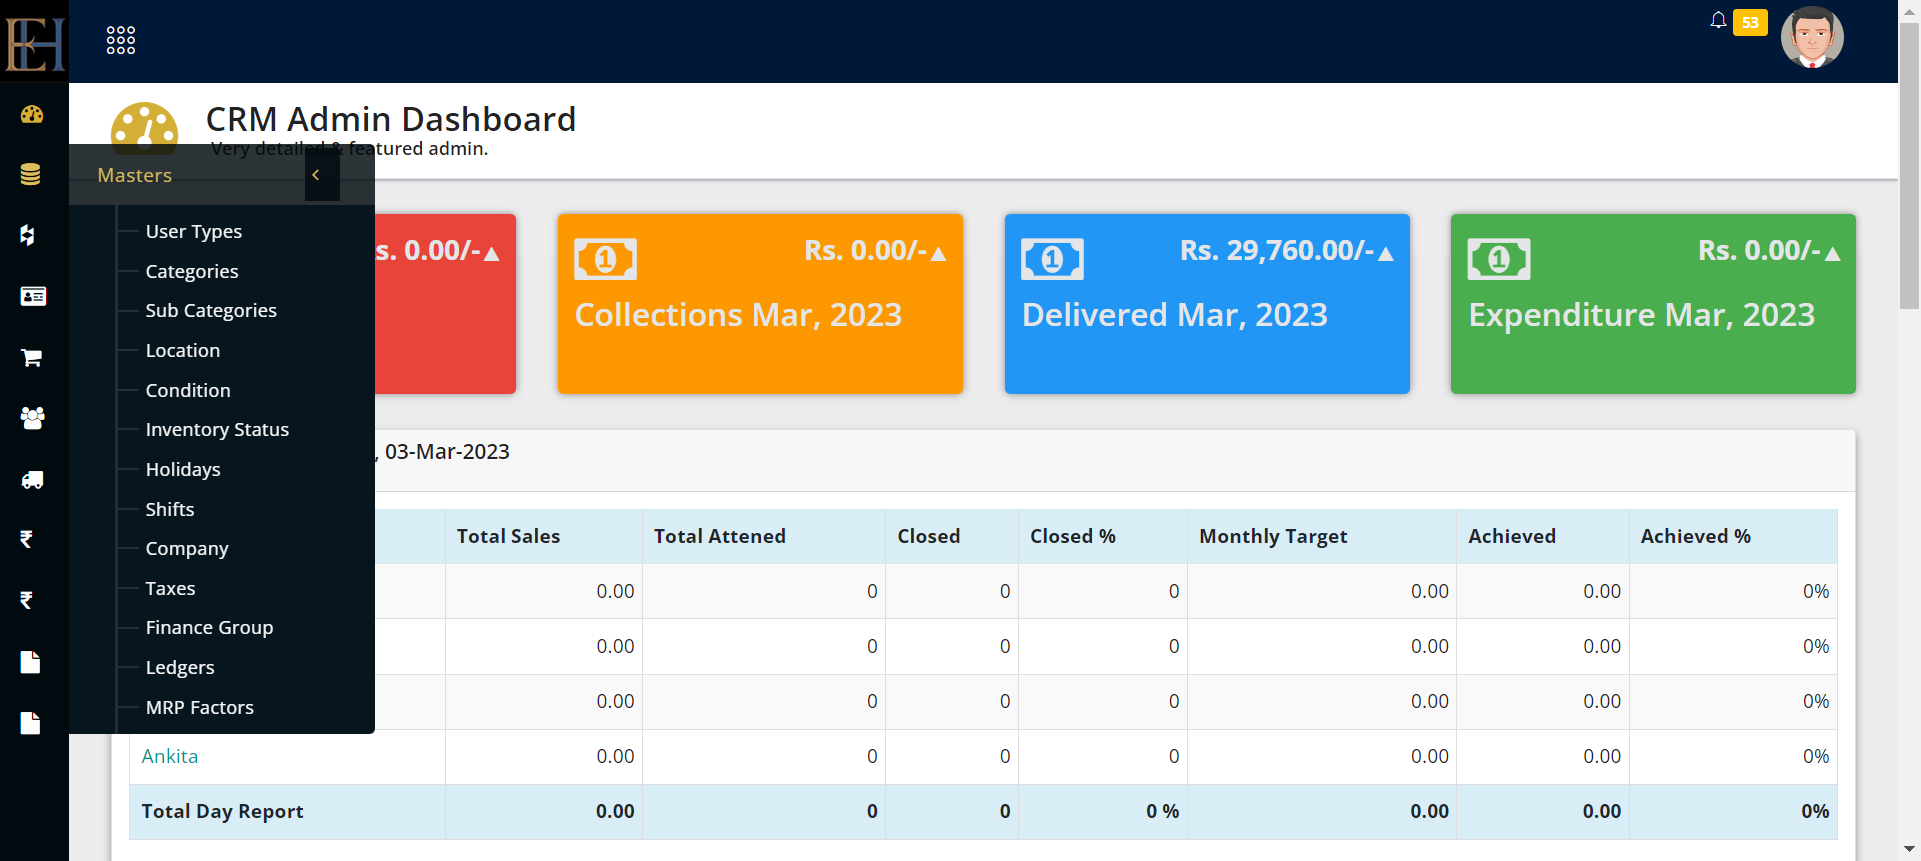 EH
53
CRM Admin Dashboard
Very detailed & featured admin.
Masters
User Types
Categories
Sub Categories
Location
Condition
Inventory Status
Holidays
Shifts
Company
Taxes
Finance Group
Ledgers
MRP Factors
s. 0.00/-▲
1 Rs. 0.00/-▲
Collections Mar, 2023
1 Rs. 29,760.00/-▲
Delivered Mar, 2023
1 Rs. 0.00/-▲
Expenditure Mar, 2023
, 03-Mar-2023
Total Sales Total Attened Closed Closed % Monthly Target Achieved Achieved %
0.00 0 0 0 0.00 0.00 0%
0.00 0 0 0 0.00 0.00 0%
0.00 0 0 0 0.00 0.00 0%
Ankita 0.00 0 0 0 0.00 0.00 0%
Total Day Report 0.00 0 0 0 % 0.00 0.00 0%